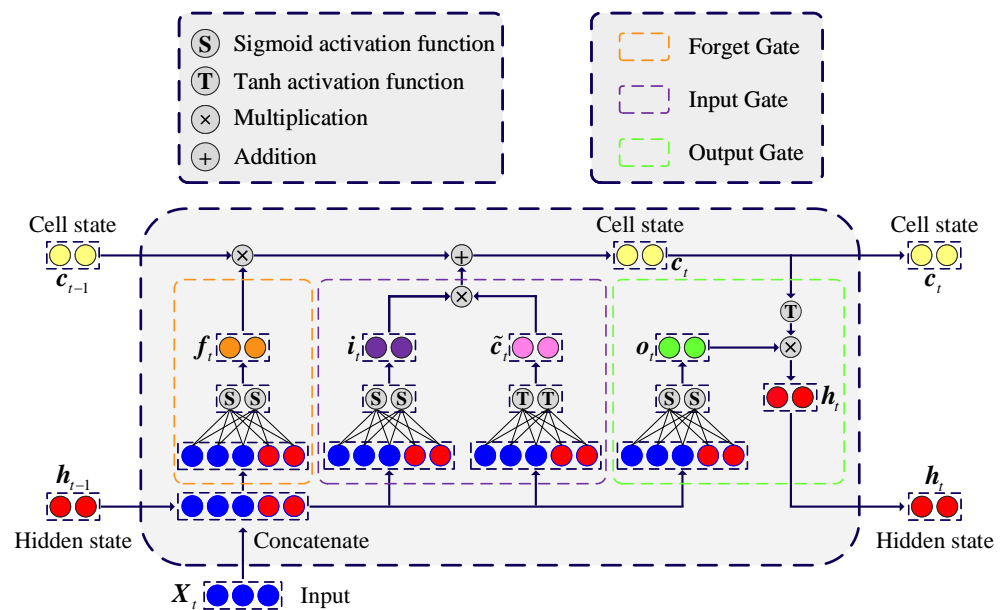 S Sigmoid activation function
T Tanh activation function
× Multiplication
+ Addition
Forget Gate
Input Gate
Output Gate
Cell state
c_{t-1}
×
+
Cell state
c_t
Cell state
c_t
×
T
×
f_t
i_t
c̃_t
o_t
h_t
S S
S S
T T
S S
h_{t-1}
Hidden state
Concatenate
h_t
Hidden state
X_t
Input